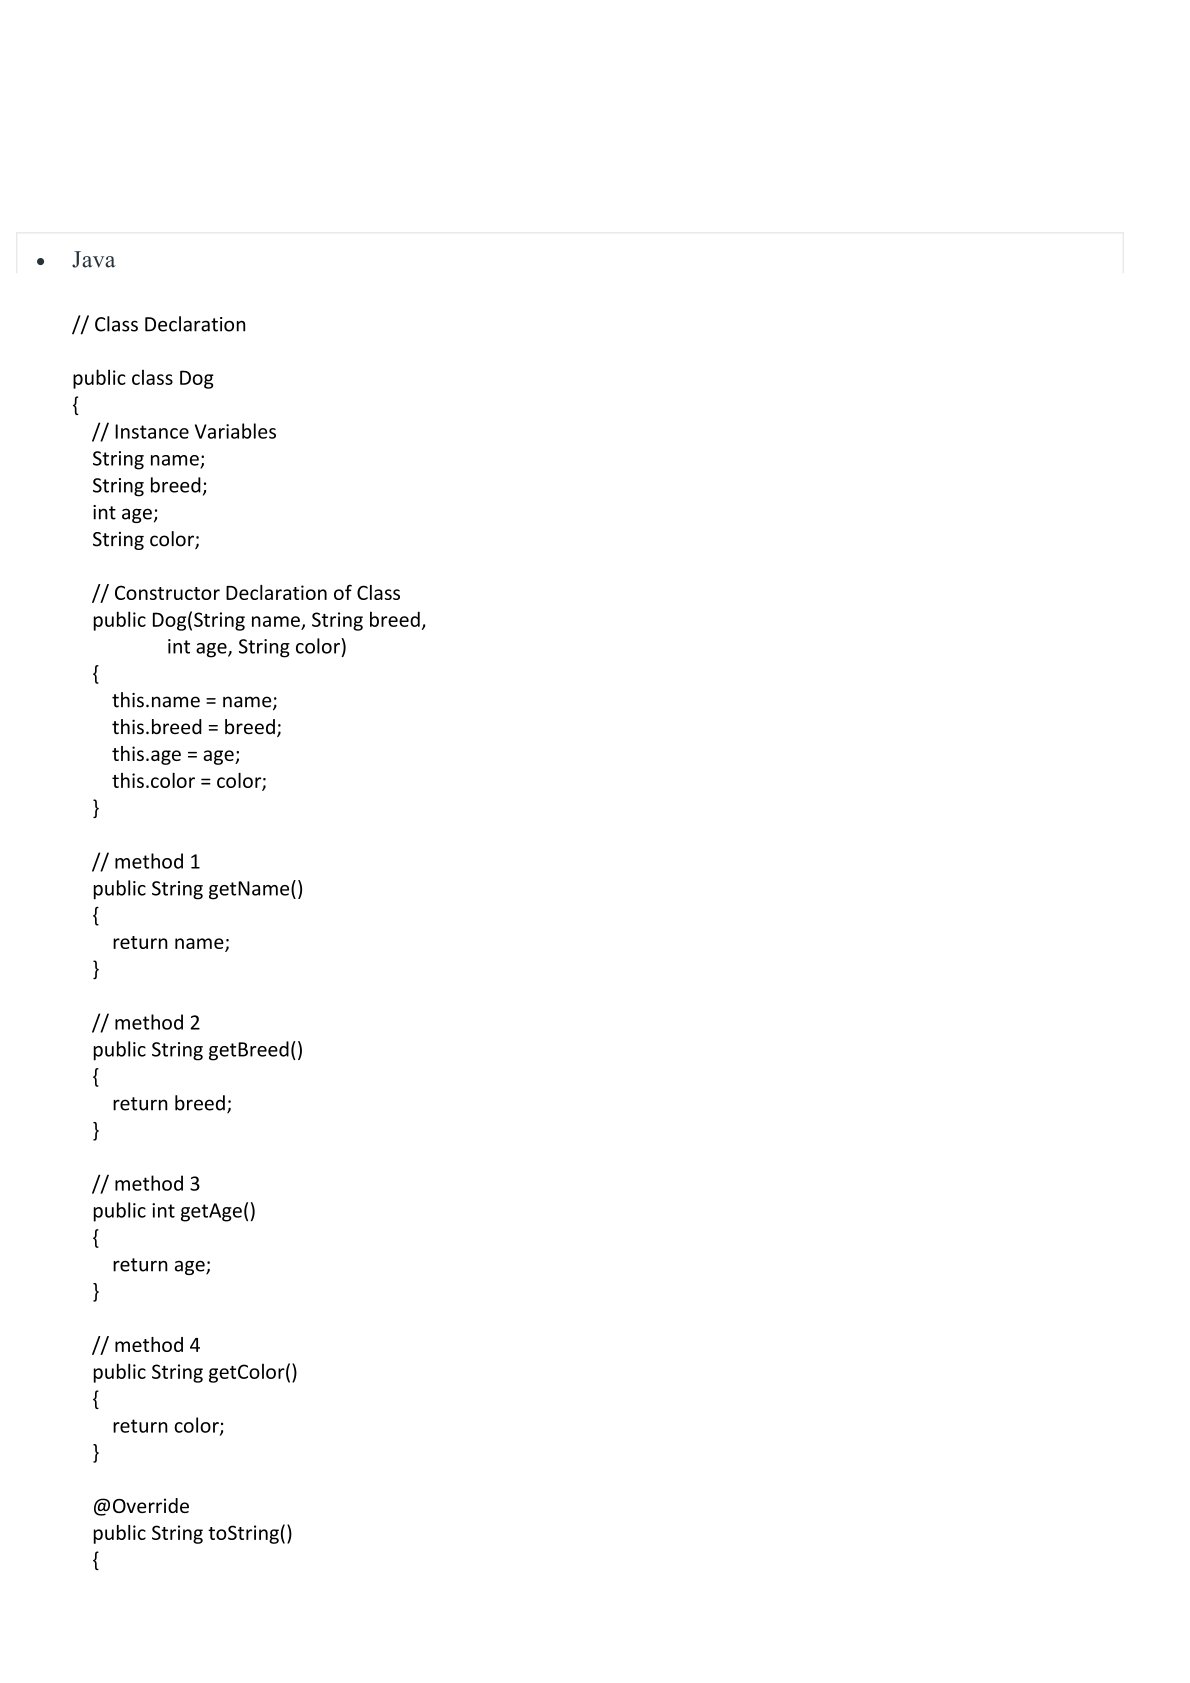 • Java
// Class Declaration
public class Dog
{
// Instance Variables
String name;
String breed;
int age;
String color;
// Constructor Declaration of Class
public Dog(String name, String breed,
int age, String color)
{
this.name = name;
this.breed = breed;
this.age = age;
this.color = color;
}
// method 1
public String getName()
{
return name;
}
// method 2
public String getBreed()
{
return breed;
}
// method 3
public int getAge()
{
return age;
}
// method 4
public String getColor()
{
return color;
}
@Override
public String toString()
{